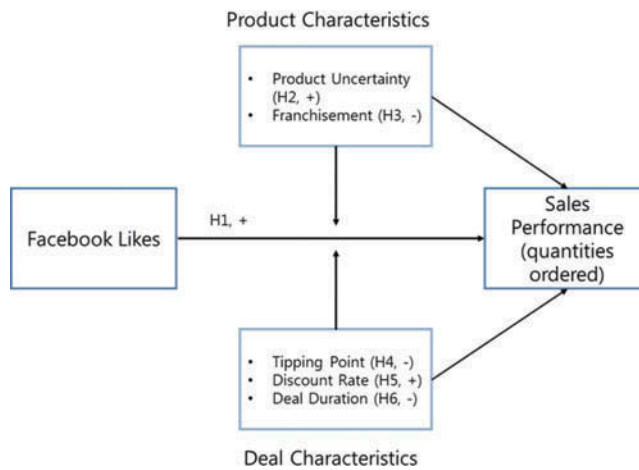 Product Characteristics
• Product Uncertainty
(H2, +)
• Franchisement (H3, -)
Facebook Likes
H1, +
Sales
Performance
(quantities
ordered)
• Tipping Point (H4, -)
• Discount Rate (H5, +)
• Deal Duration (H6, -)
Deal Characteristics